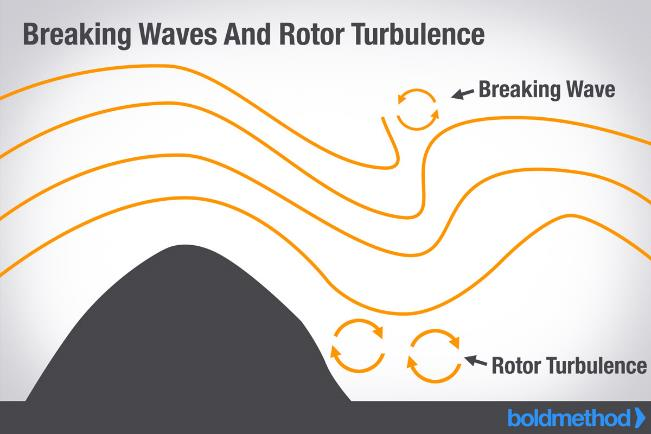 Breaking Waves And Rotor Turbulence
Breaking Wave
Rotor Turbulence
boldmethod